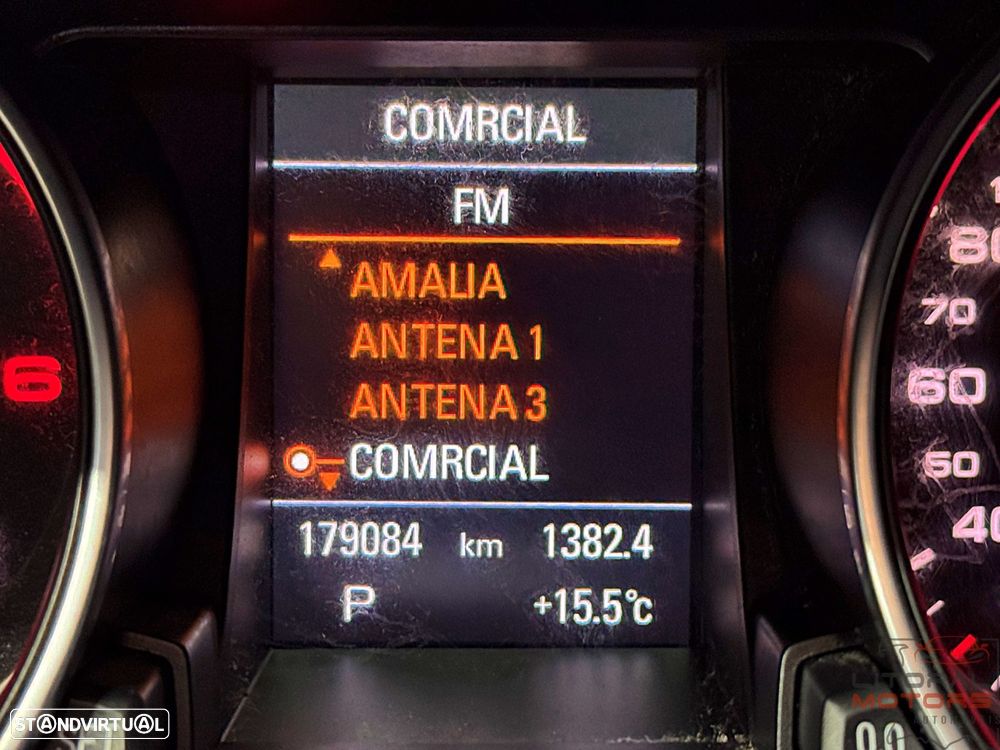 COMRCIAL
FM
AMALIA
ANTENA 1
ANTENA 3
COMRCIAL
179084 km 1382.4
P +15.5°C
6
80
70
60
50
40
STANDVIRTUAL
LITORAL
MOTORS